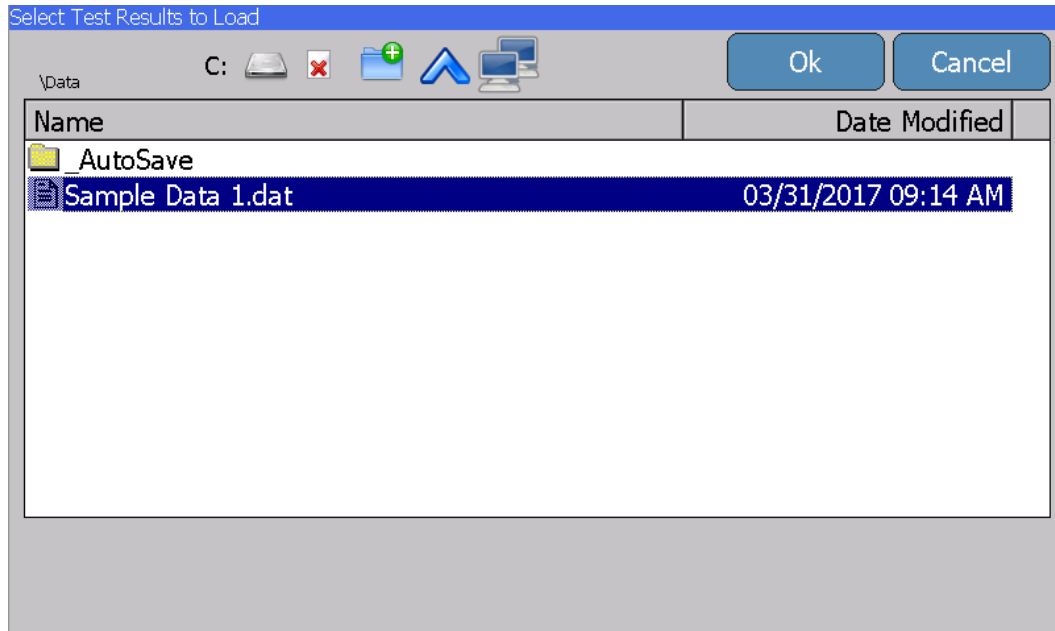 Select Test Results to Load
\Data C: Ok Cancel
Name Date Modified
_AutoSave
Sample Data 1.dat 03/31/2017 09:14 AM